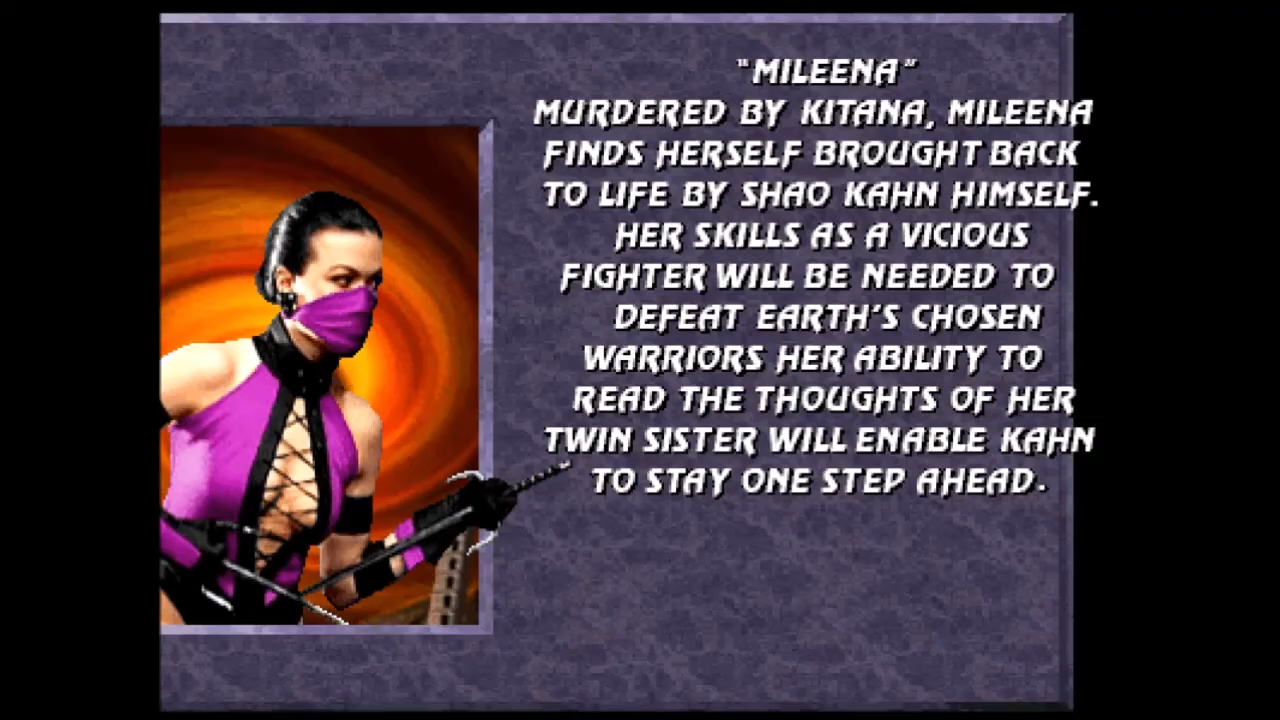 “MILEENA”
MURDERED BY KITANA, MILEENA
FINDS HERSELF BROUGHT BACK
TO LIFE BY SHAO KAHN HIMSELF.
HER SKILLS AS A VICIOUS
FIGHTER WILL BE NEEDED TO
DEFEAT EARTH'S CHOSEN
WARRIORS HER ABILITY TO
READ THE THOUGHTS OF HER
TWIN SISTER WILL ENABLE KAHN
TO STAY ONE STEP AHEAD.